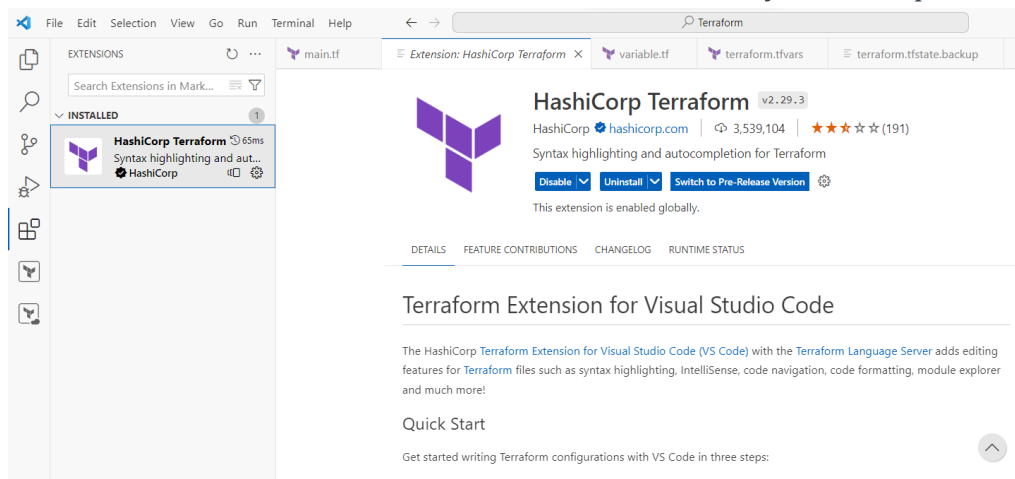 File Edit Selection View Go Run Terminal Help
Terraform
EXTENSIONS
main.tf
Extension: HashiCorp Terraform
variable.tf
terraform.tfvars
terraform.tfstate.backup
Search Extensions in Mark...
INSTALLED 1
HashiCorp Terraform 65ms
Syntax highlighting and aut...
HashiCorp
HashiCorp Terraform v2.29.3
HashiCorp hashicorp.com 3,539,104 (191)
Syntax highlighting and autocompletion for Terraform
Disable Uninstall Switch to Pre-Release Version
This extension is enabled globally.
DETAILS FEATURE CONTRIBUTIONS CHANGELOG RUNTIME STATUS
Terraform Extension for Visual Studio Code
The HashiCorp Terraform Extension for Visual Studio Code (VS Code) with the Terraform Language Server adds editing
features for Terraform files such as syntax highlighting, IntelliSense, code navigation, code formatting, module explorer
and much more!
Quick Start
Get started writing Terraform configurations with VS Code in three steps: